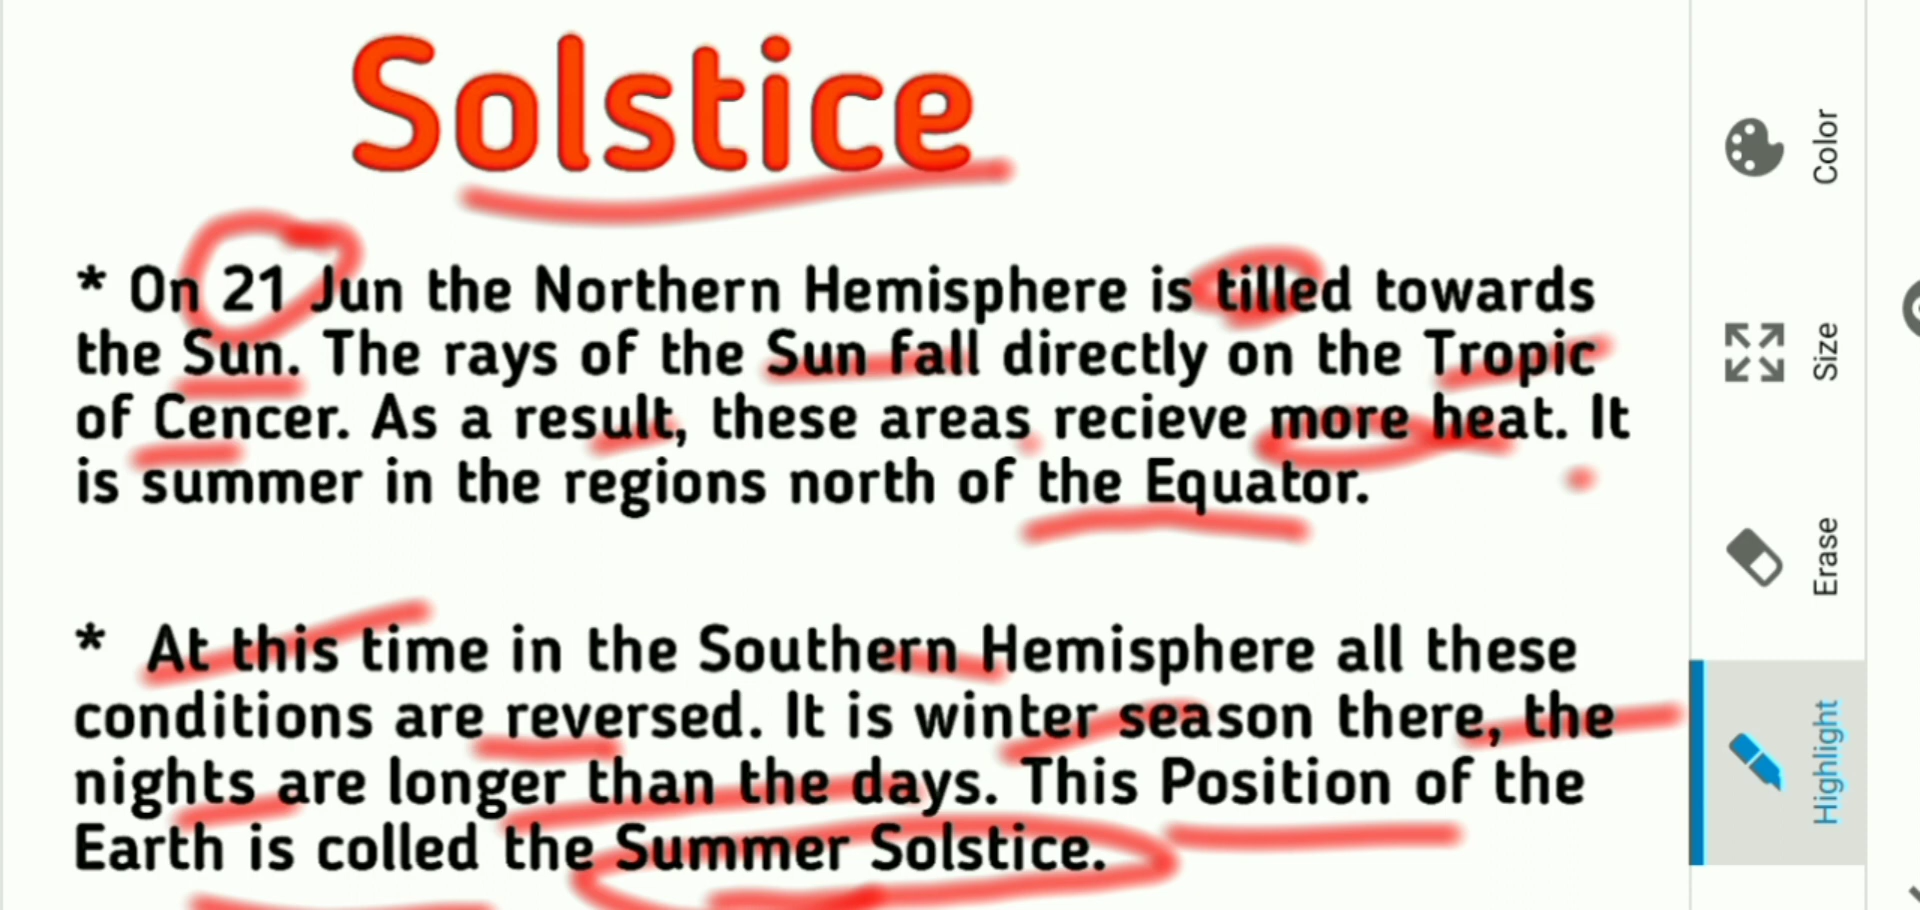 Solstice
* On 21 Jun the Northern Hemisphere is tilled towards
the Sun. The rays of the Sun fall directly on the Tropic
of Cencer. As a result, these areas recieve more heat. It
is summer in the regions north of the Equator.
* At this time in the Southern Hemisphere all these
conditions are reversed. It is winter season there, the
nights are longer than the days. This Position of the
Earth is colled the Summer Solstice.
Color
Size
Erase
Highlight